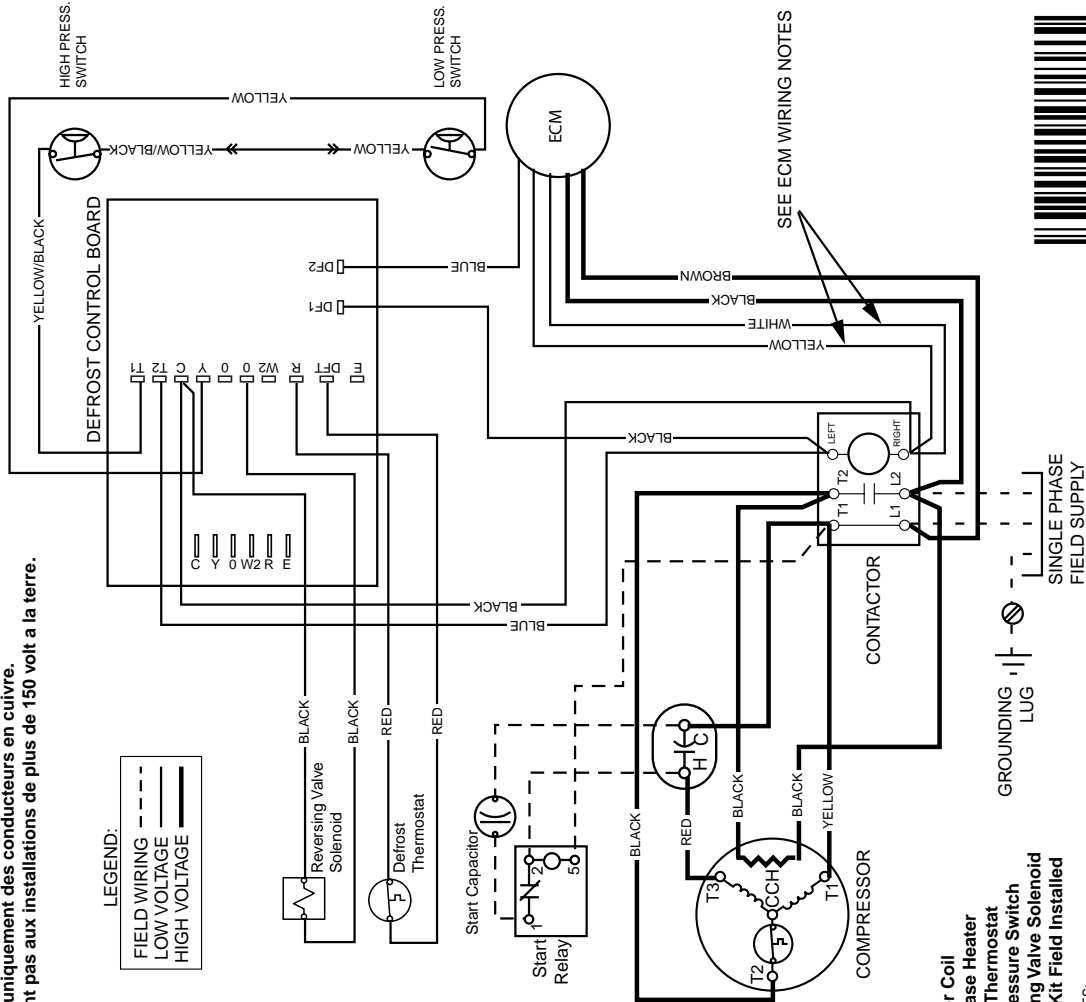 uniquement des conducteurs en cuivre.
nt pas aux installations de plus de 150 volt a la terre.
LEGEND:
FIELD WIRING
LOW VOLTAGE
HIGH VOLTAGE
HIGH PRESS.
SWITCH
LOW PRESS.
SWITCH
YELLOW
YELLOW/BLACK
YELLOW
YELLOW/BLACK
DEFROST CONTROL BOARD
ECM
DF2
DF1
BLUE
T1
T2
C
Y
0
0
W2
R
DFT
E
C
Y
0
W2
R
E
BROWN
BLACK
WHITE
YELLOW
SEE ECM WIRING NOTES
BLACK
BLACK
BLUE
Reversing Valve
Solenoid
BLACK
BLACK
Defrost
Thermostat
RED
RED
Start Capacitor
Start
Relay
1
2
5
H
C
LEFT
RIGHT
T2
T1
L2
L1
CONTACTOR
BLACK
RED
BLACK
BLACK
YELLOW
T3
CCH
T1
T2
COMPRESSOR
GROUNDING
LUG
SINGLE PHASE
FIELD SUPPLY
r Coil
ase Heater
Thermostat
essure Switch
ng Valve Solenoid
Kit Field Installed